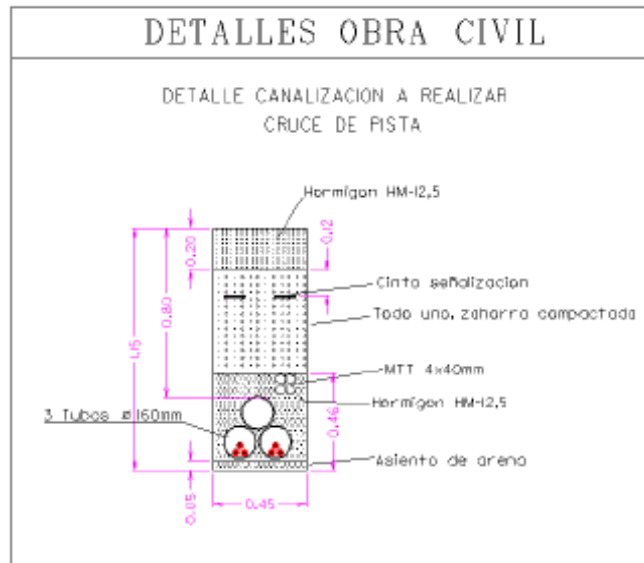 DETALLES OBRA CIVIL
DETALLE CANALIZACION A REALIZAR
CRUCE DE PISTA
Hormigon HM-12,5
0.12
0.20
Cinta señalizacion
0.80
Todo uno, zahorra compactada
1,15
MTT 4x40mm
Hormigon HM-12,5
3 Tubos ø160mm
0.46
Asiento de arena
0.05
0.45